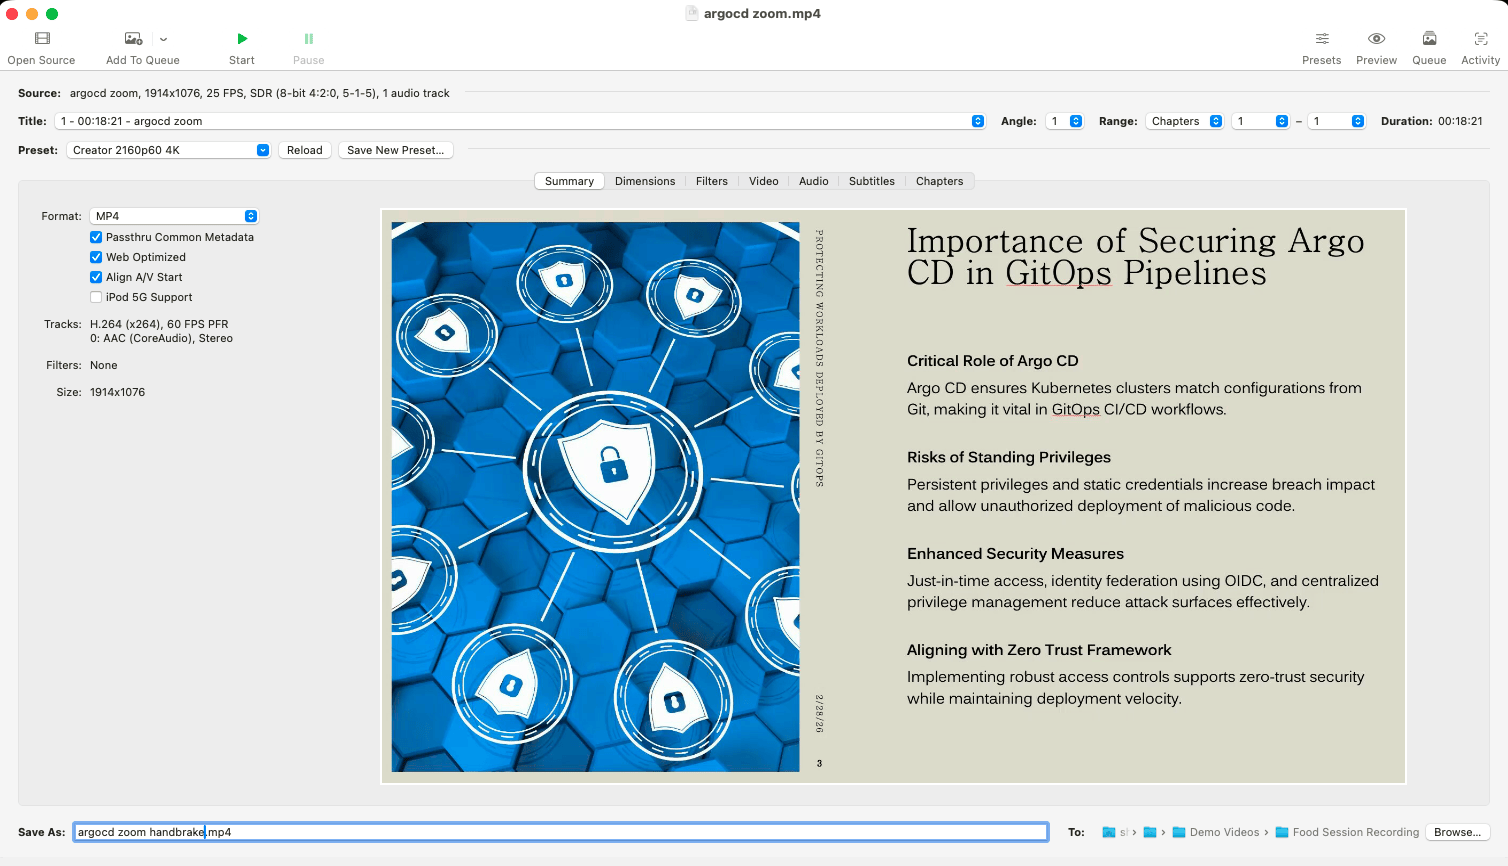 argocd zoom.mp4
Open Source
Add To Queue
Start
Pause
Presets
Preview
Queue
Activity
Source: argocd zoom, 1914x1076, 25 FPS, SDR (8-bit 4:2:0, 5-1-5), 1 audio track
Title: 1 - 00:18:21 - argocd zoom
Angle: 1
Range: Chapters 1 – 1
Duration: 00:18:21
Preset: Creator 2160p60 4K
Reload
Save New Preset...
Summary
Dimensions
Filters
Video
Audio
Subtitles
Chapters
Format: MP4
Passthru Common Metadata
Web Optimized
Align A/V Start
iPod 5G Support
Tracks: H.264 (x264), 60 FPS PFR
0: AAC (CoreAudio), Stereo
Filters: None
Size: 1914x1076
PROTECTING WORKLOADS DEPLOYED BY GITOPS
2/28/26
3
Importance of Securing Argo
CD in GitOps Pipelines
Critical Role of Argo CD
Argo CD ensures Kubernetes clusters match configurations from
Git, making it vital in GitOps CI/CD workflows.
Risks of Standing Privileges
Persistent privileges and static credentials increase breach impact
and allow unauthorized deployment of malicious code.
Enhanced Security Measures
Just-in-time access, identity federation using OIDC, and centralized
privilege management reduce attack surfaces effectively.
Aligning with Zero Trust Framework
Implementing robust access controls supports zero-trust security
while maintaining deployment velocity.
Save As: argocd zoom handbrake.mp4
To: › › Demo Videos › Food Session Recording
Browse...